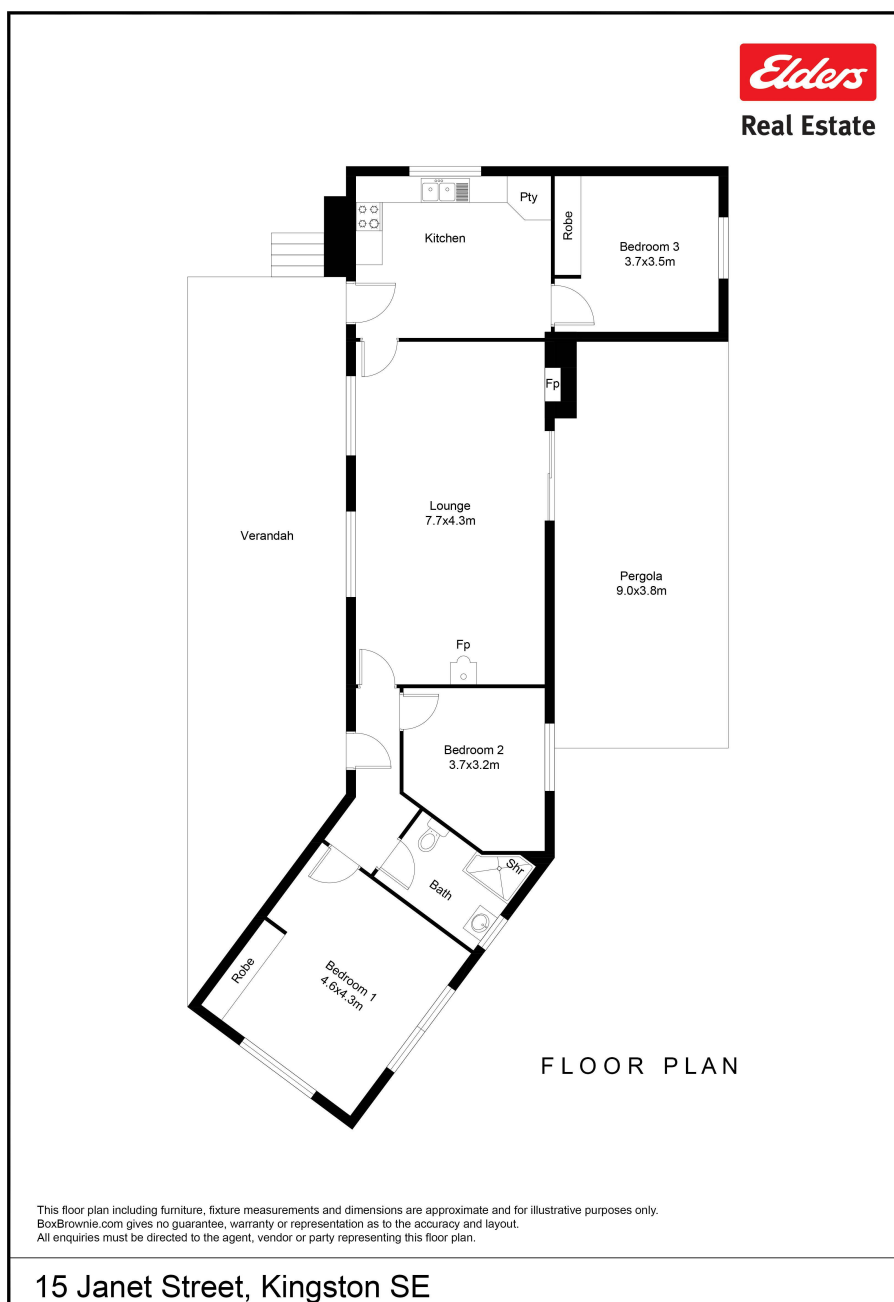 Elders
Real Estate
Pty
Kitchen
Robe
Bedroom 3
3.7x3.5m
Fp
Lounge
7.7x4.3m
Verandah
Pergola
9.0x3.8m
Fp
Bedroom 2
3.7x3.2m
Shr
Bath
Bedroom 1
4.6x4.3m
Robe
FLOOR PLAN
This floor plan including furniture, fixture measurements and dimensions are approximate and for illustrative purposes only.
BoxBrownie.com gives no guarantee, warranty or representation as to the accuracy and layout.
All enquiries must be directed to the agent, vendor or party representing this floor plan.
15 Janet Street, Kingston SE